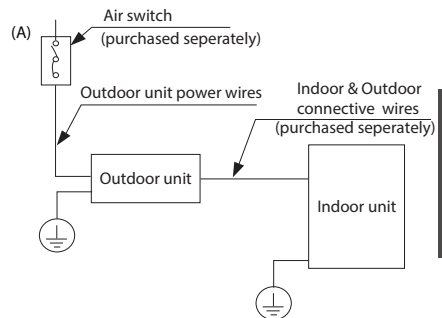 (A)
Air switch
(purchased seperately)
Outdoor unit power wires
Indoor & Outdoor
connective wires
(purchased seperately)
Outdoor unit
Indoor unit